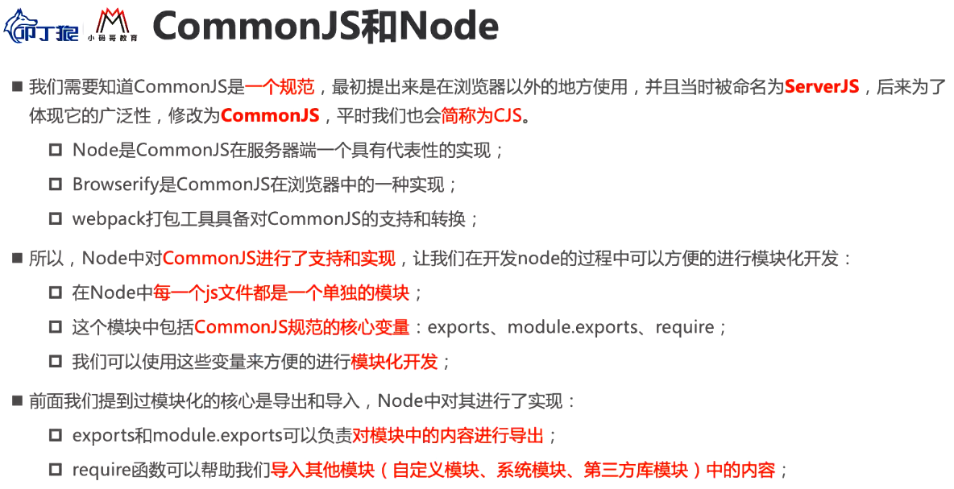 叩丁狼 小码哥教育 CommonJS和Node
■ 我们需要知道CommonJS是一个规范，最初提出来是在浏览器以外的地方使用，并且当时被命名为ServerJS，后来为了
体现它的广泛性，修改为CommonJS，平时我们也会简称为CJS。
□ Node是CommonJS在服务器端一个具有代表性的实现；
□ Browserify是CommonJS在浏览器中的一种实现；
□ webpack打包工具具备对CommonJS的支持和转换；
■ 所以，Node中对CommonJS进行了支持和实现，让我们在开发node的过程中可以方便的进行模块化开发：
□ 在Node中每一个js文件都是一个单独的模块；
□ 这个模块中包括CommonJS规范的核心变量：exports、module.exports、require；
□ 我们可以使用这些变量来方便的进行模块化开发；
■ 前面我们提到过模块化的核心是导出和导入，Node中对其进行了实现：
□ exports和module.exports可以负责对模块中的内容进行导出；
□ require函数可以帮助我们导入其他模块（自定义模块、系统模块、第三方库模块）中的内容；